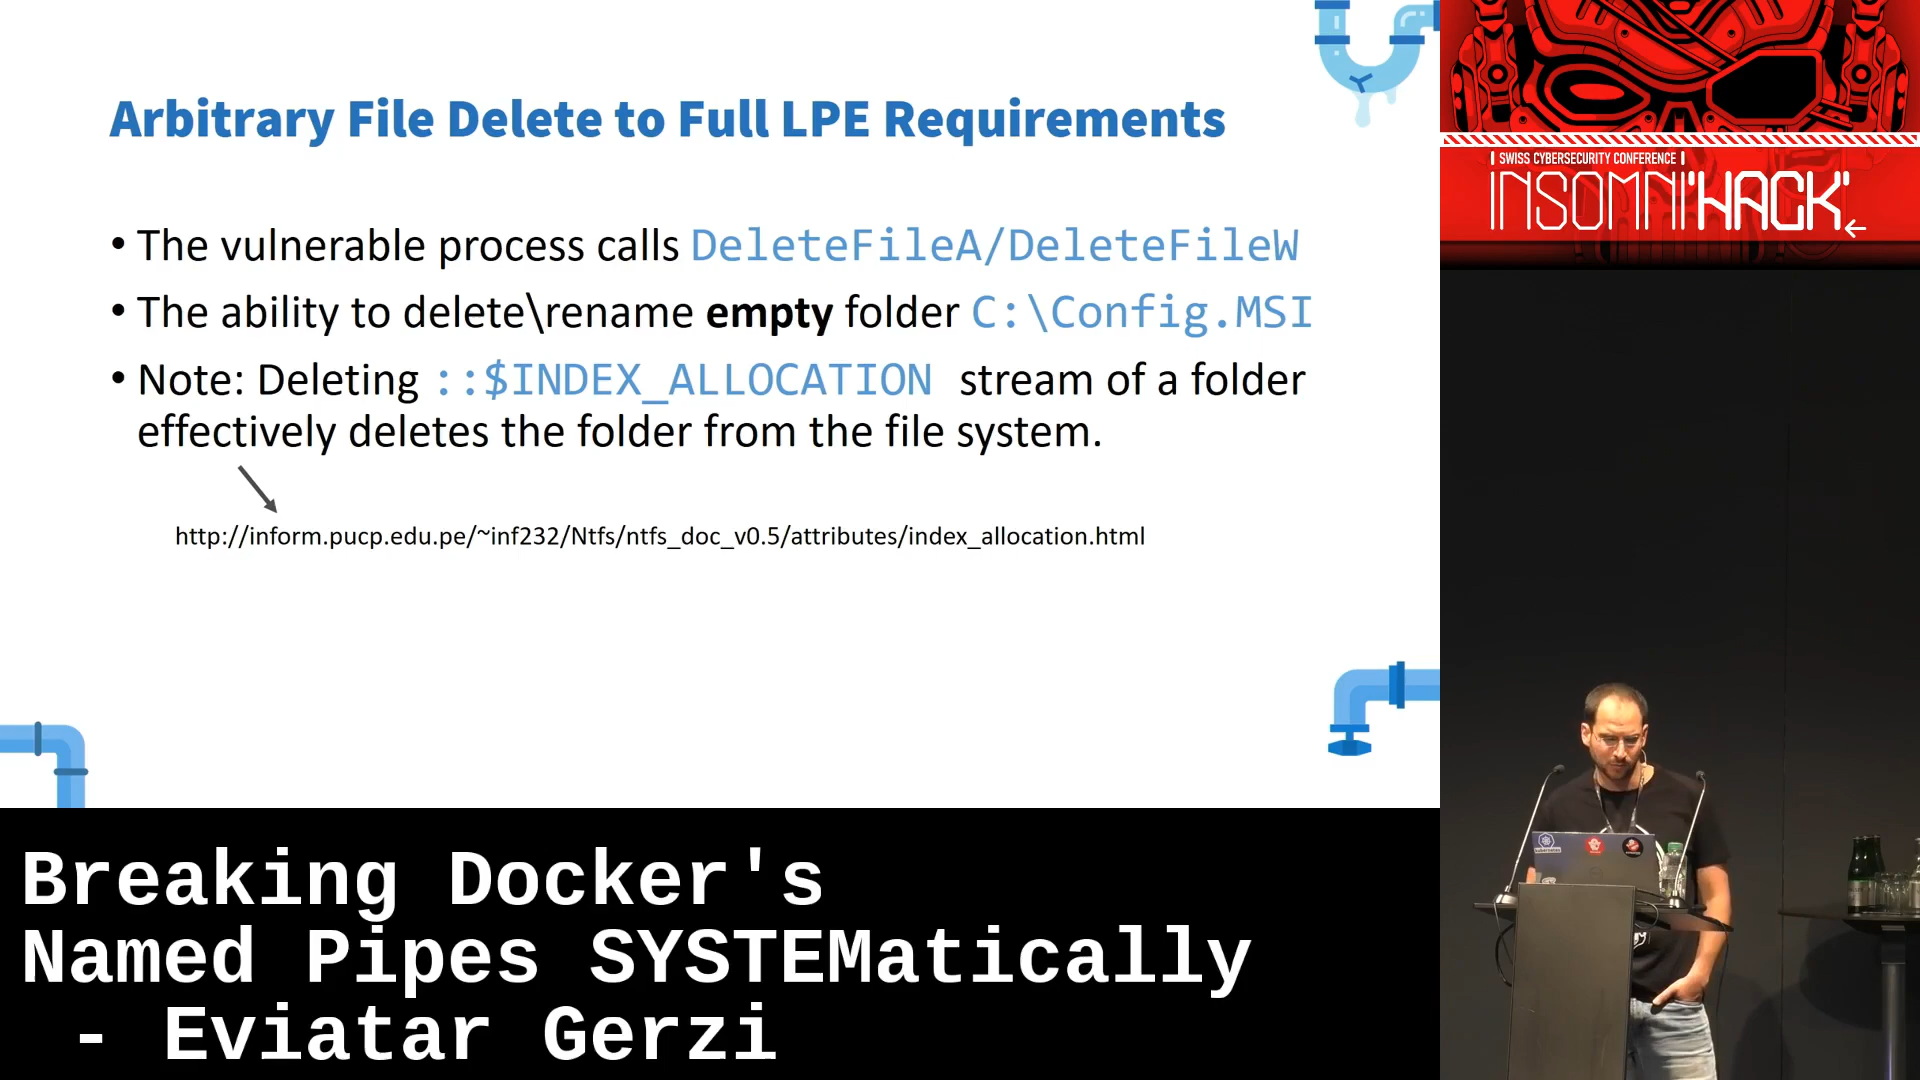 Arbitrary File Delete to Full LPE Requirements
• The vulnerable process calls DeleteFileA/DeleteFileW
• The ability to delete\rename empty folder C:\Config.MSI
• Note: Deleting ::$INDEX_ALLOCATION stream of a folder
effectively deletes the folder from the file system.
http://inform.pucp.edu.pe/~inf232/Ntfs/ntfs_doc_v0.5/attributes/index_allocation.html
SWISS CYBERSECURITY CONFERENCE
INSOMNI'HACK
Breaking Docker's
Named Pipes SYSTEMatically
- Eviatar Gerzi